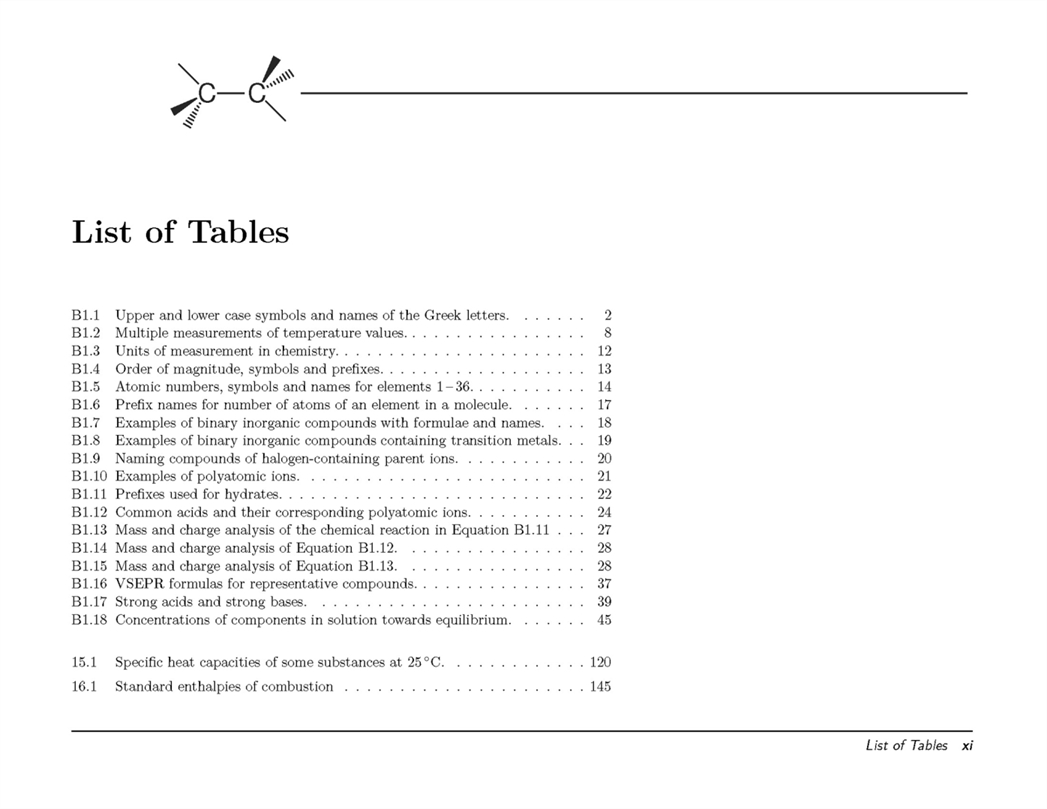 C C
List of Tables
B1.1 Upper and lower case symbols and names of the Greek letters. . . . . . . 2
B1.2 Multiple measurements of temperature values. . . . . . . . . . . . . . . . . 8
B1.3 Units of measurement in chemistry. . . . . . . . . . . . . . . . . . . . . . . 12
B1.4 Order of magnitude, symbols and prefixes. . . . . . . . . . . . . . . . . . . 13
B1.5 Atomic numbers, symbols and names for elements 1–36. . . . . . . . . . . 14
B1.6 Prefix names for number of atoms of an element in a molecule. . . . . . . 17
B1.7 Examples of binary inorganic compounds with formulae and names. . . . 18
B1.8 Examples of binary inorganic compounds containing transition metals. . . 19
B1.9 Naming compounds of halogen-containing parent ions. . . . . . . . . . . . 20
B1.10 Examples of polyatomic ions. . . . . . . . . . . . . . . . . . . . . . . . . . 21
B1.11 Prefixes used for hydrates. . . . . . . . . . . . . . . . . . . . . . . . . . . . 22
B1.12 Common acids and their corresponding polyatomic ions. . . . . . . . . . . 24
B1.13 Mass and charge analysis of the chemical reaction in Equation B1.11 . . . 27
B1.14 Mass and charge analysis of Equation B1.12. . . . . . . . . . . . . . . . . 28
B1.15 Mass and charge analysis of Equation B1.13. . . . . . . . . . . . . . . . . 28
B1.16 VSEPR formulas for representative compounds. . . . . . . . . . . . . . . . 37
B1.17 Strong acids and strong bases. . . . . . . . . . . . . . . . . . . . . . . . . 39
B1.18 Concentrations of components in solution towards equilibrium. . . . . . . 45
15.1 Specific heat capacities of some substances at 25°C. . . . . . . . . . . . . 120
16.1 Standard enthalpies of combustion . . . . . . . . . . . . . . . . . . . . . . 145
List of Tables xi